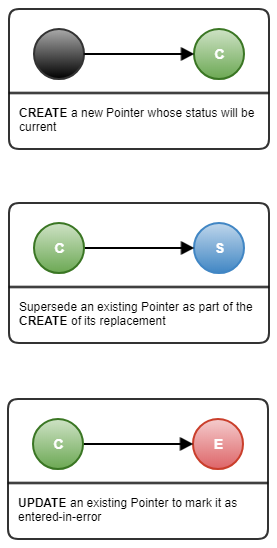 C
CREATE a new Pointer whose status will be
current
C S
Supersede an existing Pointer as part of the
CREATE of its replacement
C E
UPDATE an existing Pointer to mark it as
entered-in-error